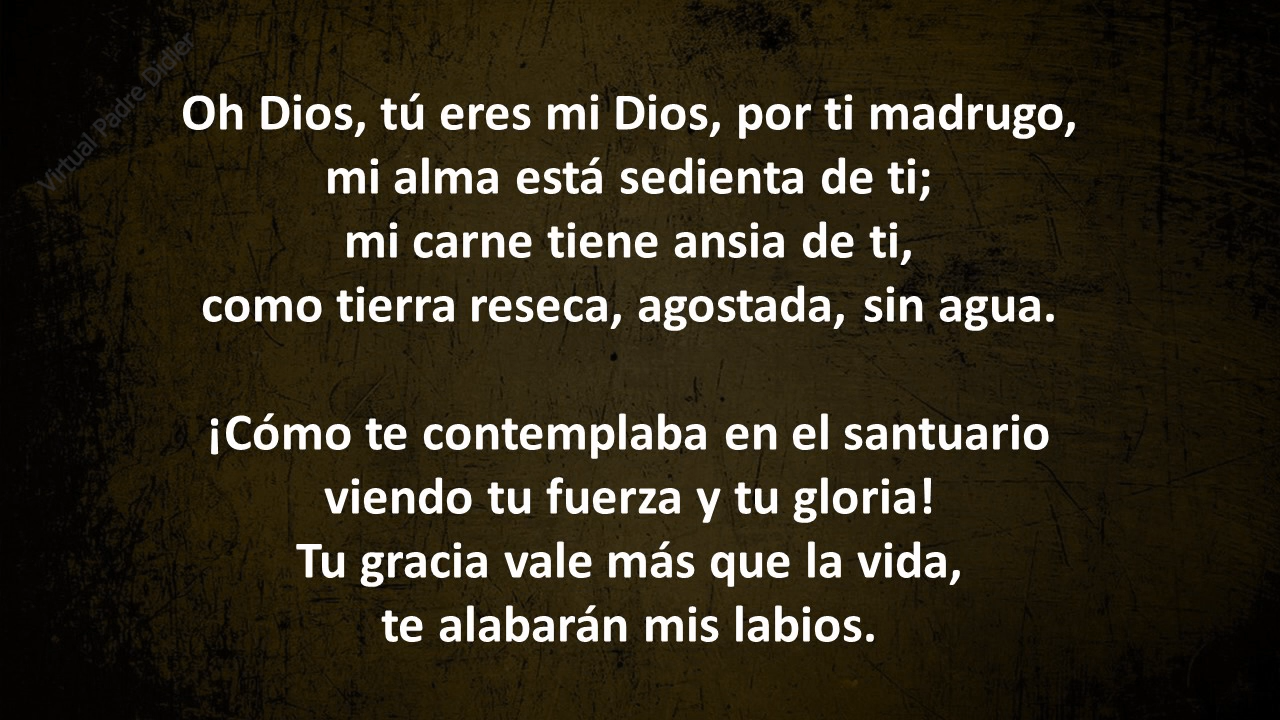 Virtual Padre Didier
Oh Dios, tú eres mi Dios, por ti madrugo,
mi alma está sedienta de ti;
mi carne tiene ansia de ti,
como tierra reseca, agostada, sin agua.
¡Cómo te contemplaba en el santuario
viendo tu fuerza y tu gloria!
Tu gracia vale más que la vida,
te alabarán mis labios.